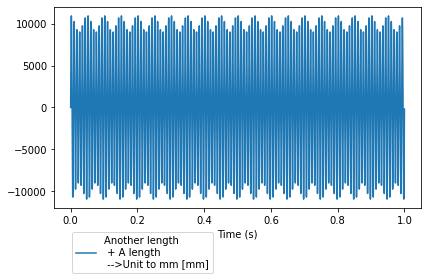 10000
5000
0
−5000
−10000
0.0 0.2 0.4 0.6 0.8 1.0
Time (s)
Another length
+ A length
-->Unit to mm [mm]